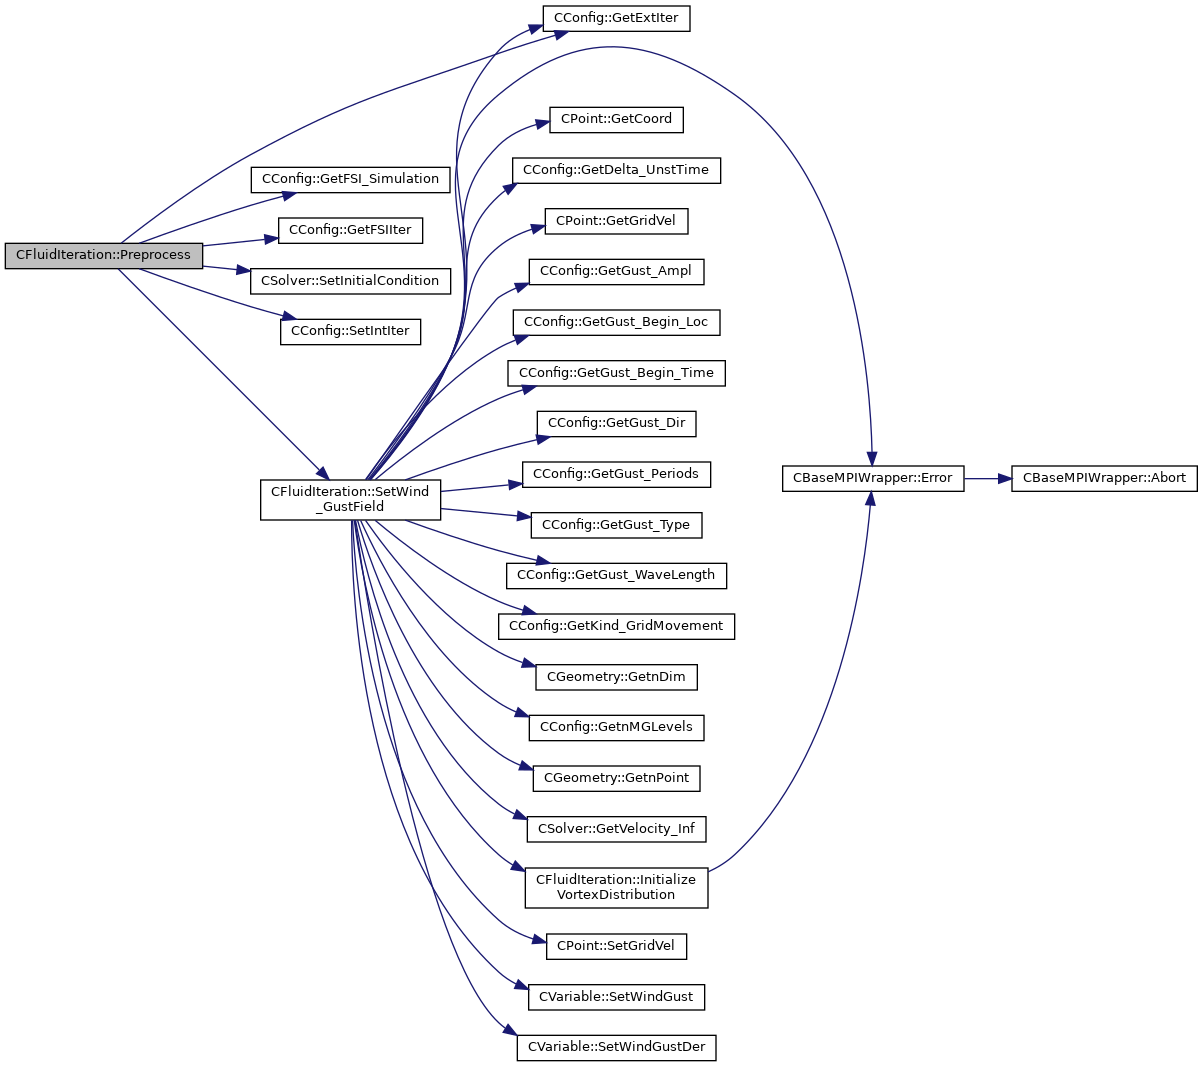 CConfig::GetExtIter
CPoint::GetCoord
CConfig::GetDelta_UnstTime
CConfig::GetFSI_Simulation
CPoint::GetGridVel
CConfig::GetFSIIter
CFluidIteration::Preprocess
CConfig::GetGust_Ampl
CSolver::SetInitialCondition
CConfig::GetGust_Begin_Loc
CConfig::SetIntIter
CConfig::GetGust_Begin_Time
CConfig::GetGust_Dir
CConfig::GetGust_Periods
CBaseMPIWrapper::Error
CBaseMPIWrapper::Abort
CFluidIteration::SetWind
_GustField
CConfig::GetGust_Type
CConfig::GetGust_WaveLength
CConfig::GetKind_GridMovement
CGeometry::GetnDim
CConfig::GetnMGLevels
CGeometry::GetnPoint
CSolver::GetVelocity_Inf
CFluidIteration::Initialize
VortexDistribution
CPoint::SetGridVel
CVariable::SetWindGust
CVariable::SetWindGustDer